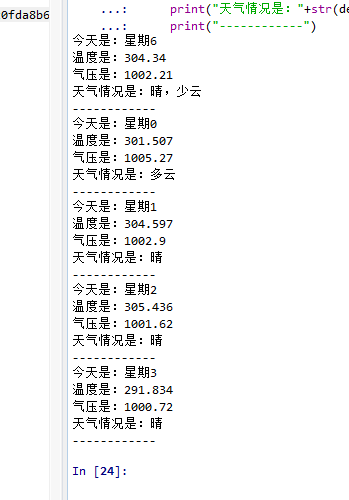 0fda8b6
...: print("天气情况是："+str(de
...: print("------------")
今天是：星期6
温度是：304.34
气压是：1002.21
天气情况是：晴，少云
------------
今天是：星期0
温度是：301.507
气压是：1005.27
天气情况是：多云
------------
今天是：星期1
温度是：304.597
气压是：1002.9
天气情况是：晴
------------
今天是：星期2
温度是：305.436
气压是：1001.62
天气情况是：晴
------------
今天是：星期3
温度是：291.834
气压是：1000.72
天气情况是：晴
------------
In [24]: